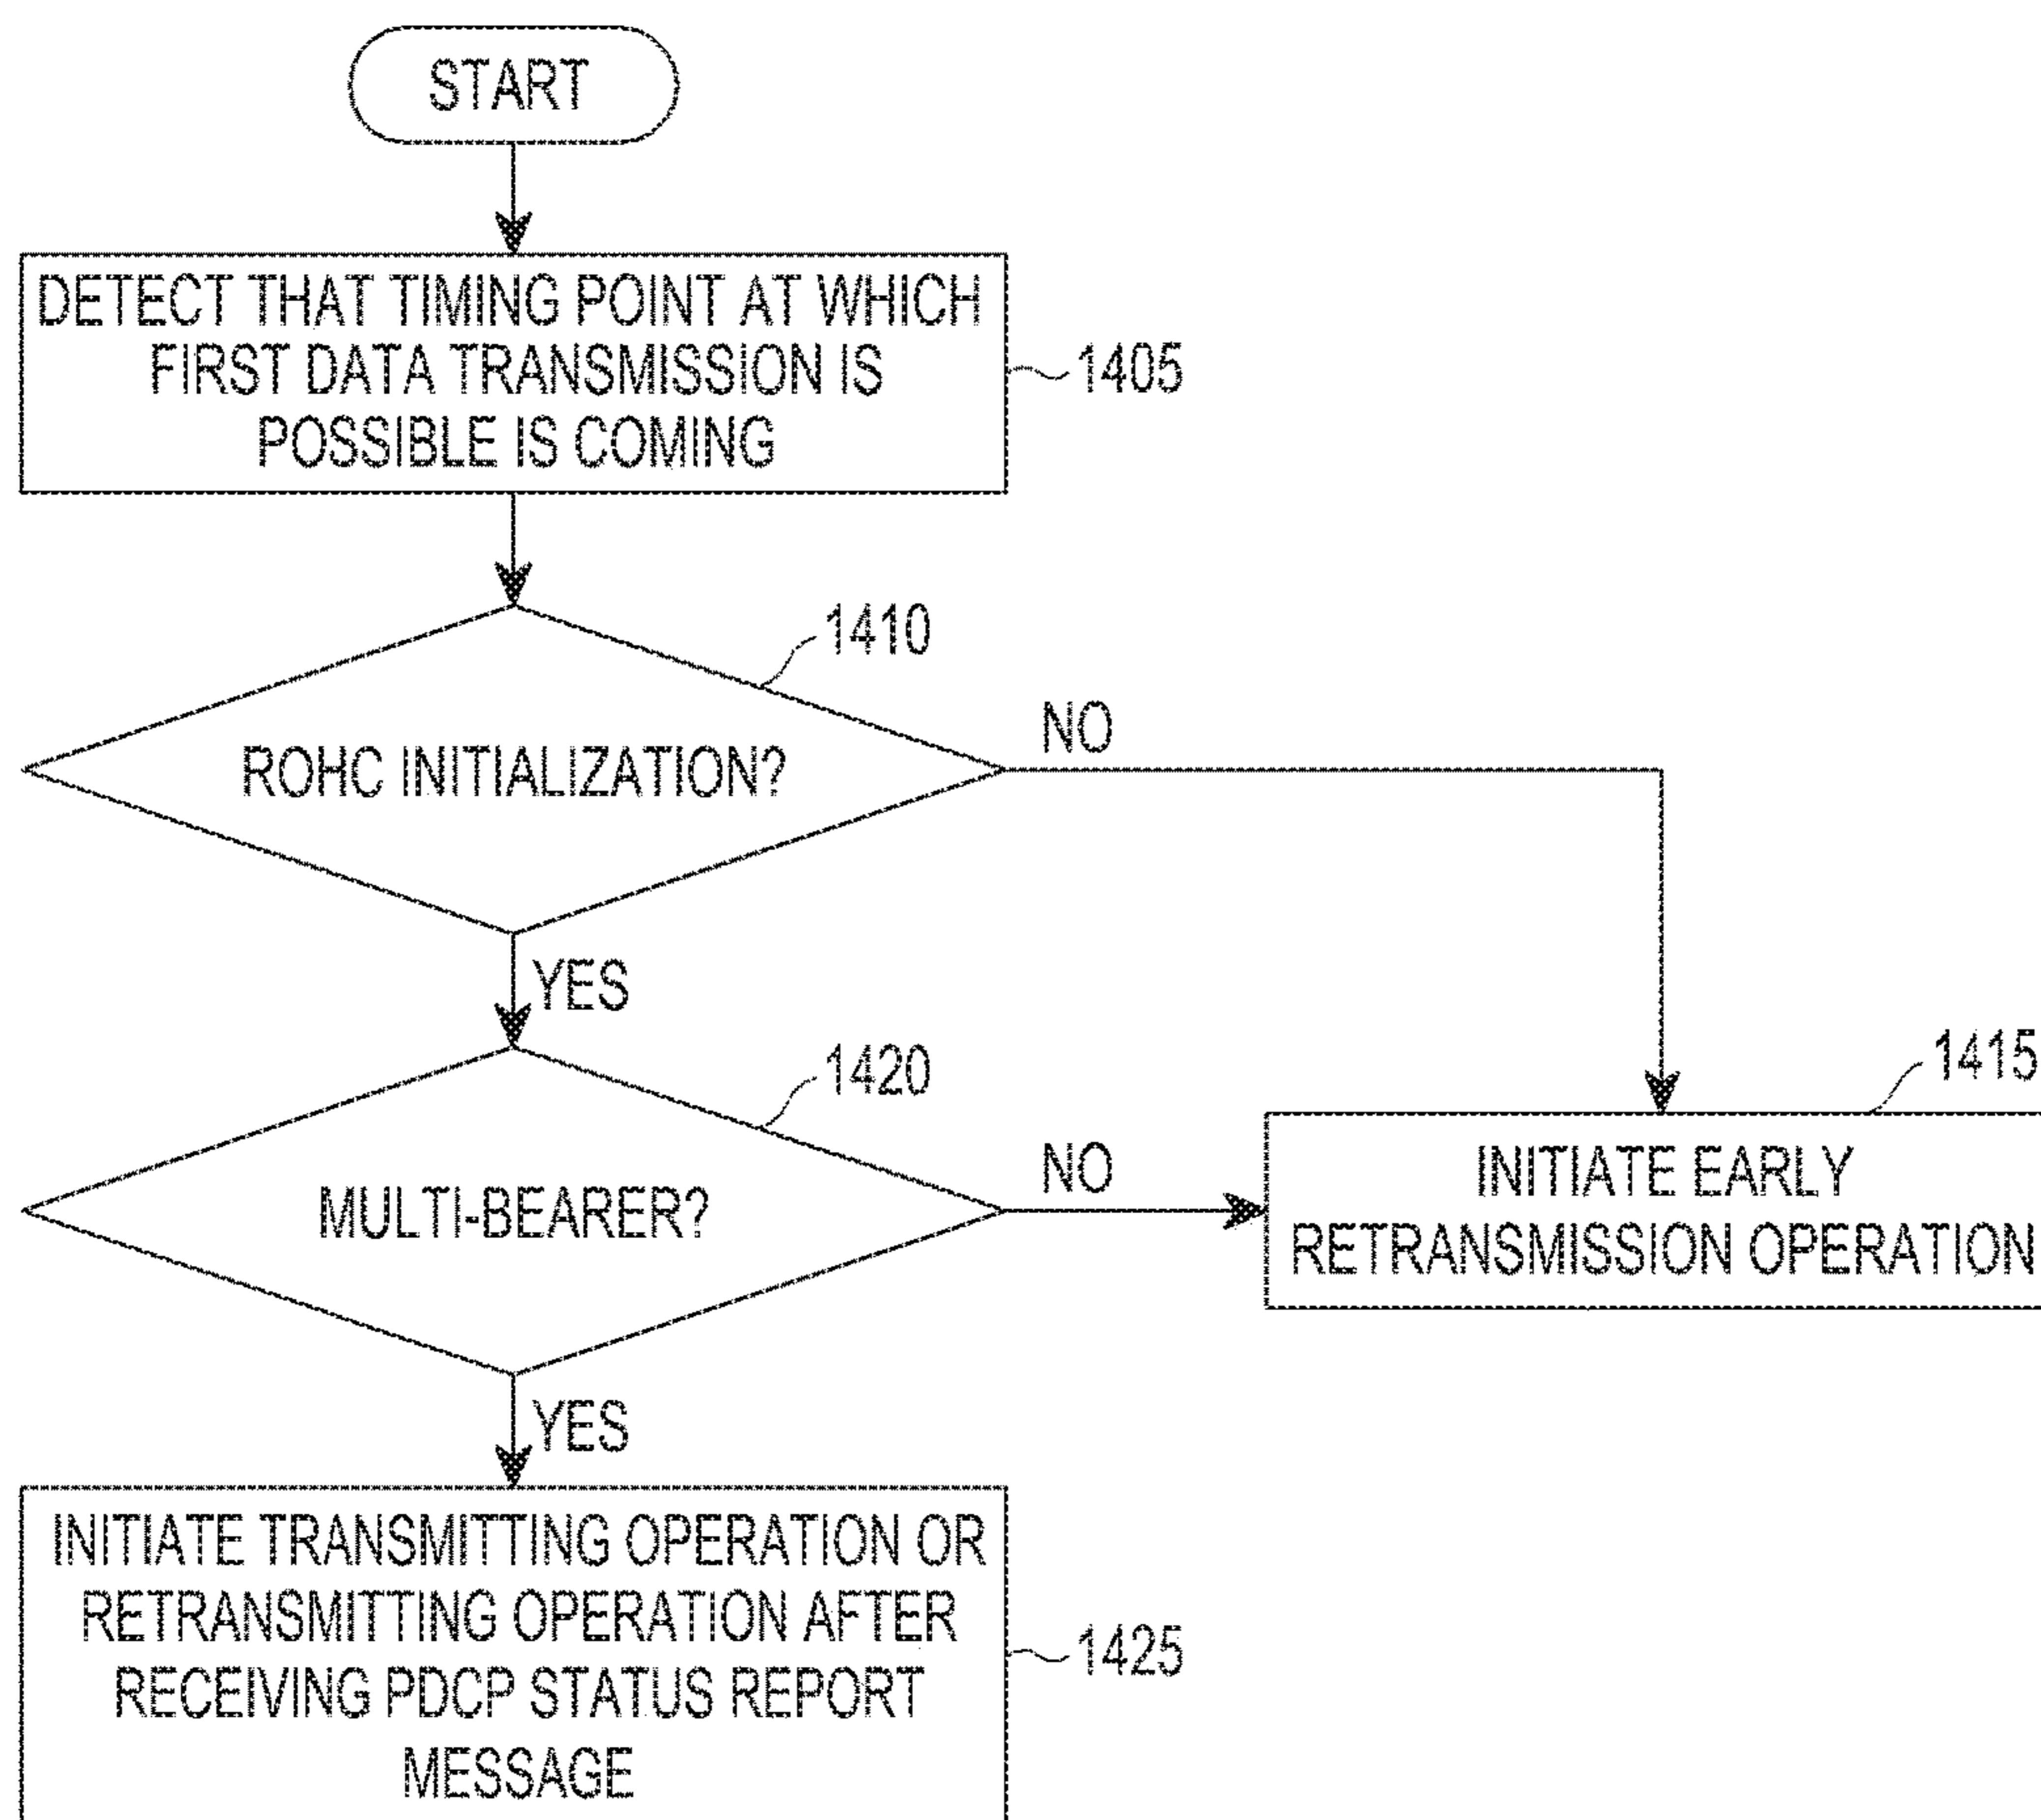 START
DETECT THAT TIMING POINT AT WHICH
FIRST DATA TRANSMISSION IS
POSSIBLE IS COMING
1405
1410
ROHC INITIALIZATION?
NO
YES
1420
MULTI-BEARER?
NO
1415
INITIATE EARLY
RETRANSMISSION OPERATION
YES
INITIATE TRANSMITTING OPERATION OR
RETRANSMITTING OPERATION AFTER
RECEIVING PDCP STATUS REPORT
MESSAGE
1425